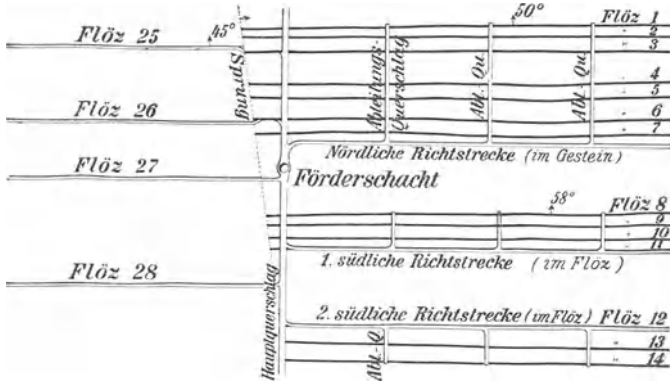 50° Flöz 1
Flöz 25 45° " 2
" 3
Sprung
Abteilungs-
Querschlag
Abt.-Qu.
Abt.-Qu.
" 4
" 5
Flöz 26 " 6
" 7
Nördliche Richtstrecke (im Gestein)
Flöz 27
Förderschacht
58° Flöz 8
" 9
" 10
" 11
Flöz 28
1. südliche Richtstrecke (im Flöz)
Hauptquerschlag
2. südliche Richtstrecke (im Flöz) Flöz 12
Abt.-Q.
" 13
" 14